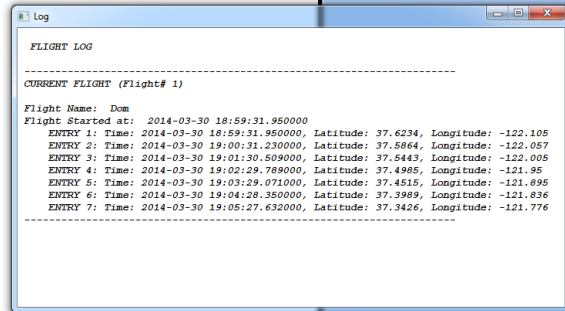 Log
FLIGHT LOG
------------------------------------------------------------------------
CURRENT FLIGHT (Flight# 1)
Flight Name:  Dom
Flight Started at:  2014-03-30 18:59:31.950000
ENTRY 1: Time: 2014-03-30 18:59:31.950000, Latitude: 37.6234, Longitude: -122.105
ENTRY 2: Time: 2014-03-30 19:00:31.230000, Latitude: 37.5864, Longitude: -122.057
ENTRY 3: Time: 2014-03-30 19:01:30.509000, Latitude: 37.5443, Longitude: -122.005
ENTRY 4: Time: 2014-03-30 19:02:29.789000, Latitude: 37.4985, Longitude: -121.95
ENTRY 5: Time: 2014-03-30 19:03:29.071000, Latitude: 37.4515, Longitude: -121.895
ENTRY 6: Time: 2014-03-30 19:04:28.350000, Latitude: 37.3989, Longitude: -121.836
ENTRY 7: Time: 2014-03-30 19:05:27.632000, Latitude: 37.3426, Longitude: -121.776
------------------------------------------------------------------------